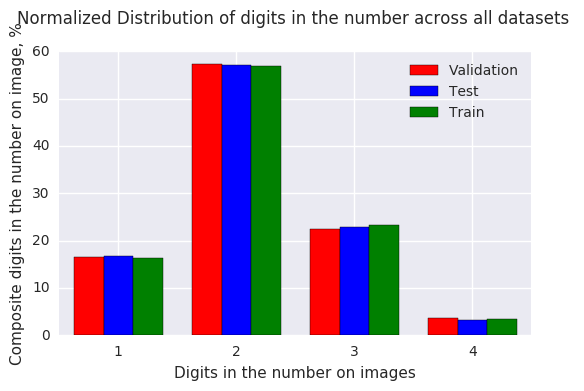 Normalized Distribution of digits in the number across all datasets
Composite digits in the number on image, %
60
50
40
30
20
10
0
Validation
Test
Train
1 2 3 4
Digits in the number on images